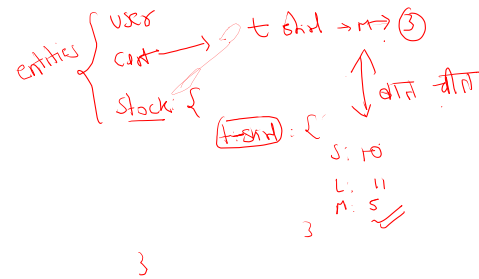 entities
user
cart → t shirt → M → 3
stock: {
t-shirt: {
S: 10
L: 11
M: 5
}
}
बात चीत